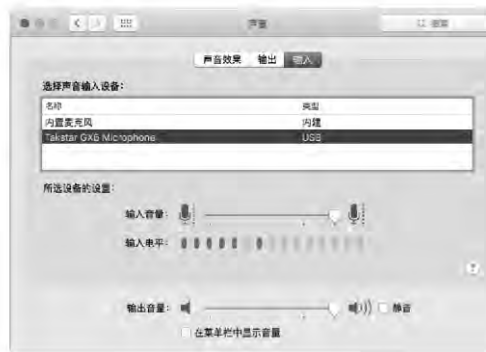 声音
搜索
声音效果 输出 输入
选择声音输入设备：
名称 类型
内置麦克风 内建
Takstar GX6 Microphone USB
所选设备的设置：
输入音量：
输入电平：
?
输出音量： 静音
在菜单栏中显示音量